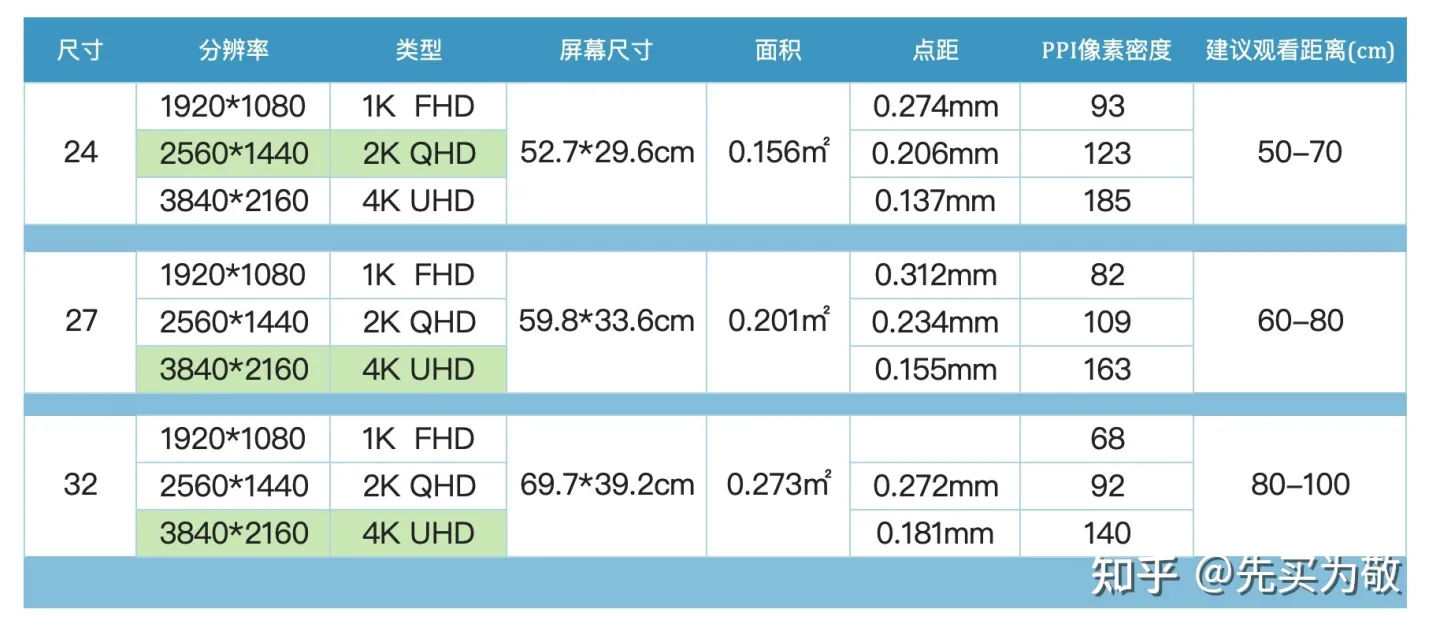 尺寸 分辨率 类型 屏幕尺寸 面积 点距 PPI像素密度 建议观看距离(cm)
1920*1080 1K FHD 0.274mm 93
24 2560*1440 2K QHD 52.7*29.6cm 0.156㎡ 0.206mm 123 50-70
3840*2160 4K UHD 0.137mm 185
1920*1080 1K FHD 0.312mm 82
27 2560*1440 2K QHD 59.8*33.6cm 0.201㎡ 0.234mm 109 60-80
3840*2160 4K UHD 0.155mm 163
1920*1080 1K FHD 68
32 2560*1440 2K QHD 69.7*39.2cm 0.273㎡ 0.272mm 92 80-100
3840*2160 4K UHD 0.181mm 140
知乎 @先买为敬